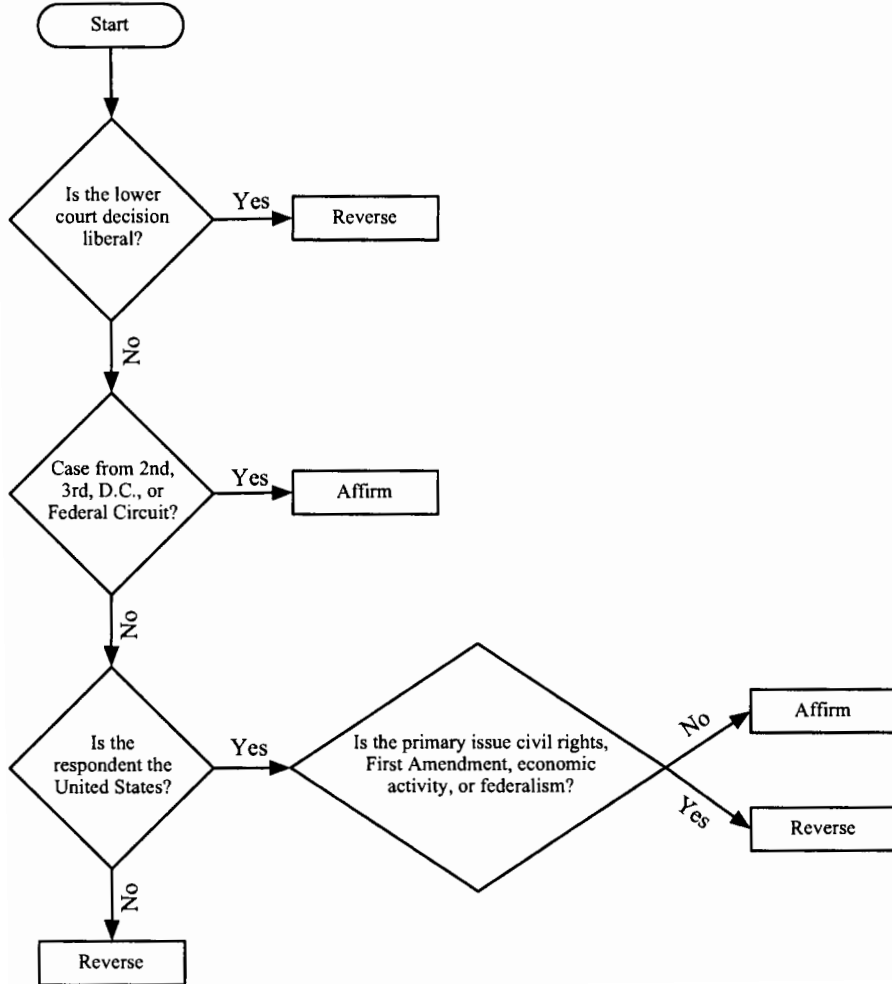 Start
Is the lower
court decision
liberal?
Yes
Reverse
No
Case from 2nd,
3rd, D.C., or
Federal Circuit?
Yes
Affirm
No
Is the
respondent the
United States?
Yes
Is the primary issue civil rights,
First Amendment, economic
activity, or federalism?
No
Affirm
Yes
Reverse
No
Reverse